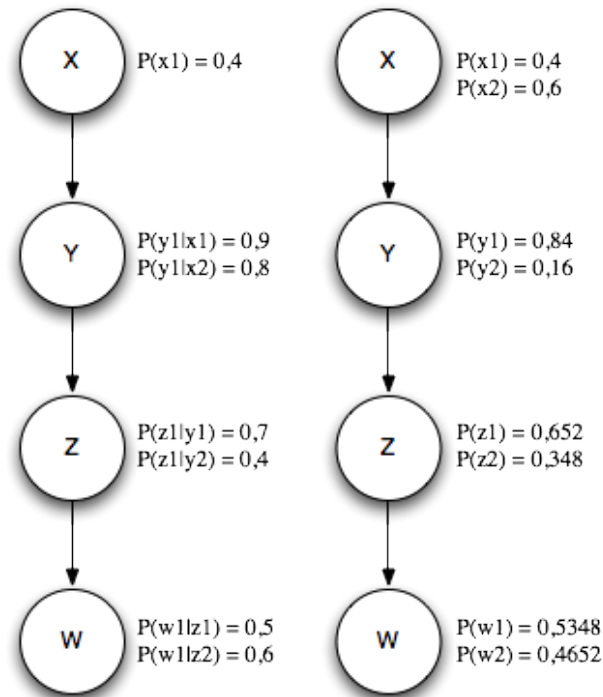 X
P(x1) = 0,4
Y
P(y1|x1) = 0,9
P(y1|x2) = 0,8
Z
P(z1|y1) = 0,7
P(z1|y2) = 0,4
W
P(w1|z1) = 0,5
P(w1|z2) = 0,6
X
P(x1) = 0,4
P(x2) = 0,6
Y
P(y1) = 0,84
P(y2) = 0,16
Z
P(z1) = 0,652
P(z2) = 0,348
W
P(w1) = 0,5348
P(w2) = 0,4652